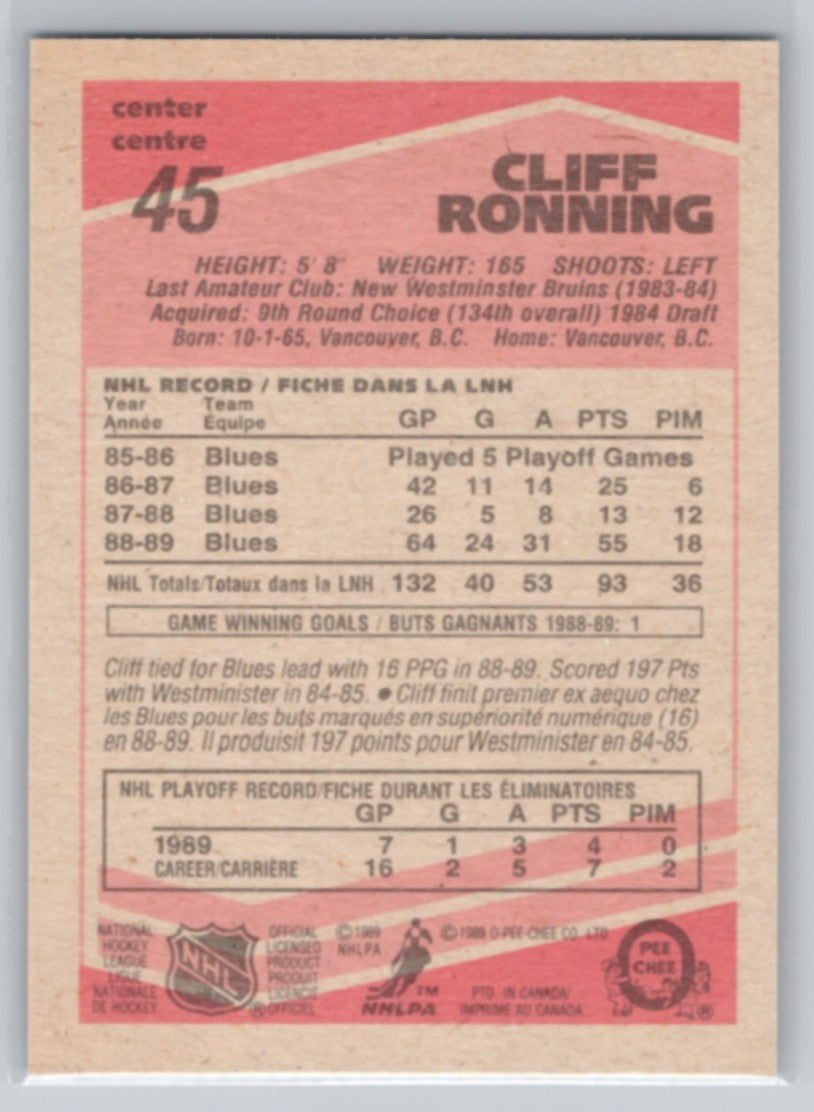 center
centre
45
CLIFF
RONNING
HEIGHT: 5' 8" WEIGHT: 165 SHOOTS: LEFT
Last Amateur Club: New Westminster Bruins (1983-84)
Acquired: 9th Round Choice (134th overall) 1984 Draft
Born: 10-1-65, Vancouver, B.C. Home: Vancouver, B.C.
NHL RECORD / FICHE DANS LA LNH
Year Team
Année Équipe GP G A PTS PIM
85-86 Blues Played 5 Playoff Games
86-87 Blues 42 11 14 25 6
87-88 Blues 26 5 8 13 12
88-89 Blues 64 24 31 55 18
NHL Totals/Totaux dans la LNH 132 40 53 93 36
GAME WINNING GOALS / BUTS GAGNANTS 1988-89: 1
Cliff tied for Blues lead with 16 PPG in 88-89. Scored 197 Pts
with Westminister in 84-85. • Cliff finit premier ex aequo chez
les Blues pour les buts marqués en supériorité numérique (16)
en 88-89. Il produisit 197 points pour Westminister en 84-85.
NHL PLAYOFF RECORD/FICHE DURANT LES ÉLIMINATOIRES
GP G A PTS PIM
1989 7 1 3 4 0
CAREER/CARRIÈRE 16 2 5 7 2
NATIONAL
HOCKEY
LEAGUE
LIGUE
NATIONALE
DE HOCKEY
NHL
®
OFFICIAL
LICENSED
PRODUCT
PRODUIT
LICENCIÉ
OFFICIEL
©1989
NHLPA
TM
NHLPA
©1989 O-PEE-CHEE CO. LTD.
PTD. IN CANADA/
IMPRIMÉ AU CANADA
O
PEE
CHEE
®